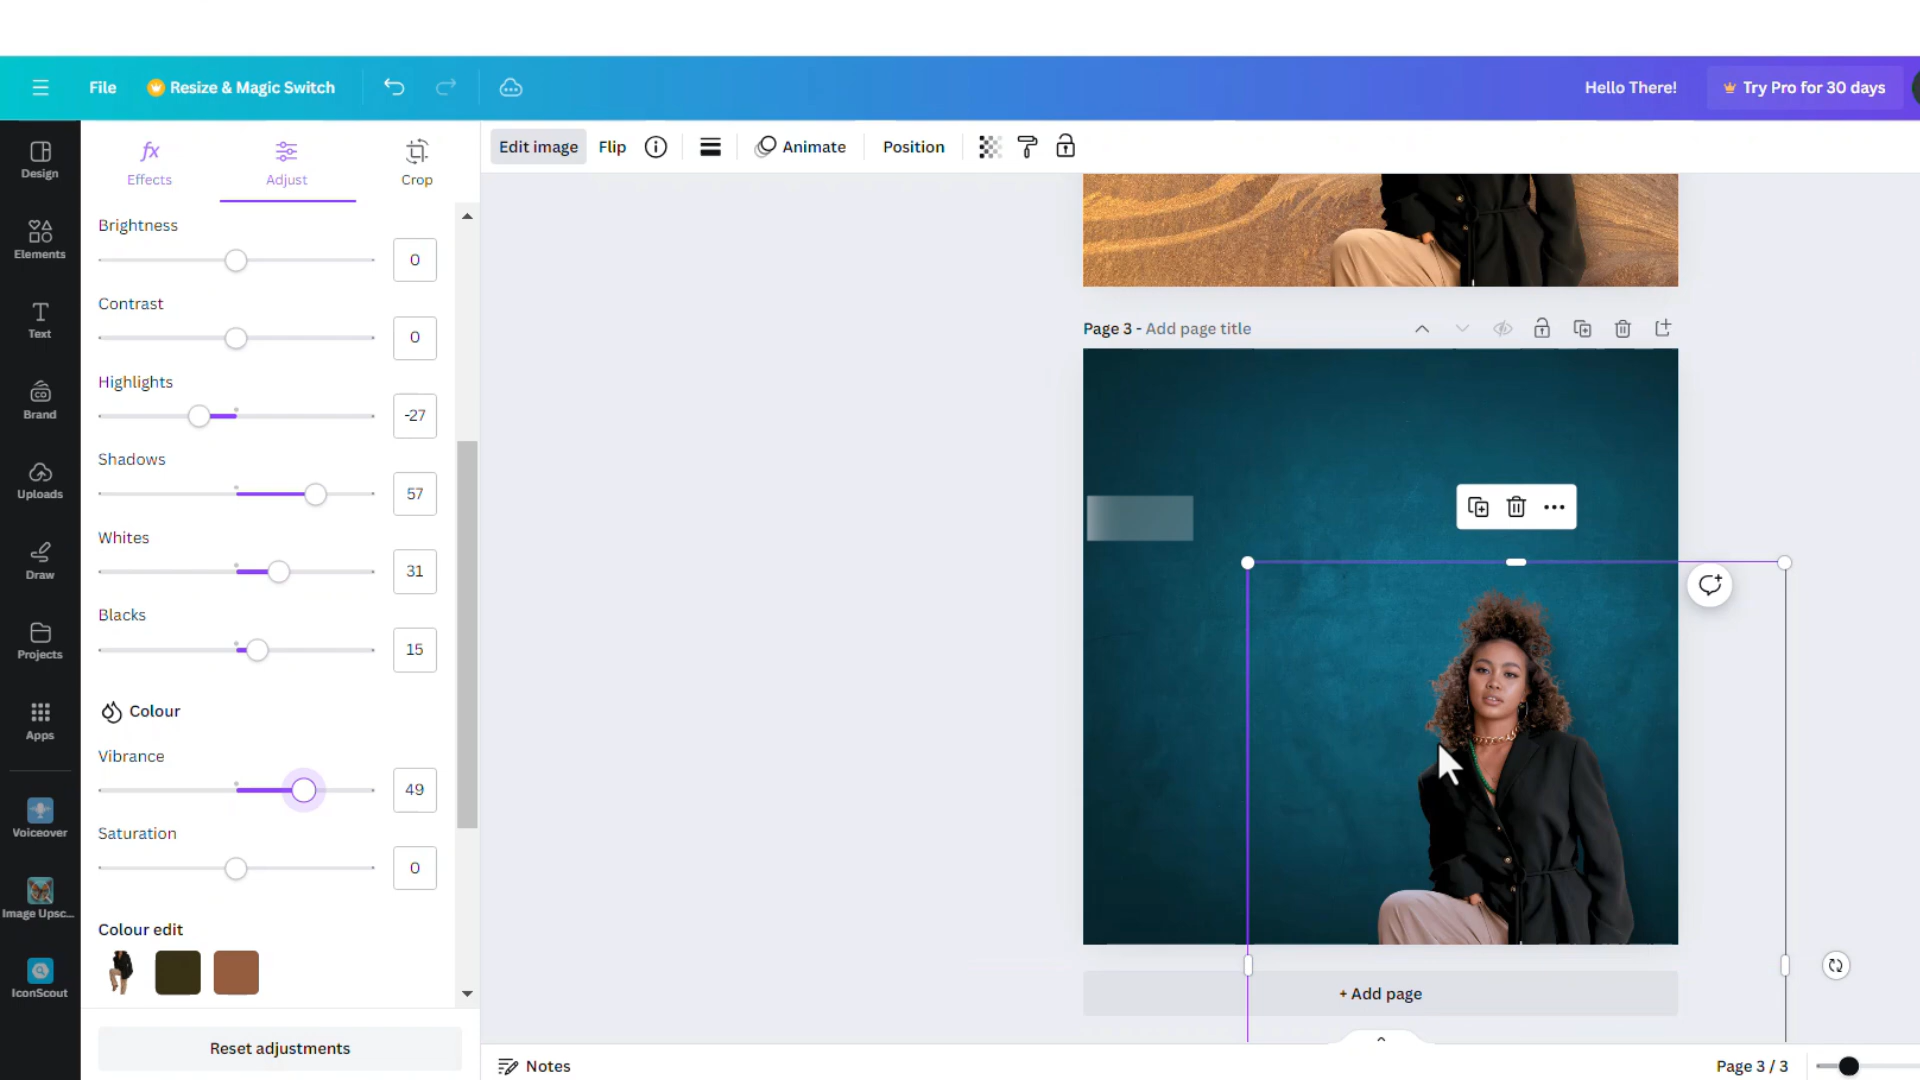 File
Resize & Magic Switch
Hello There!
Try Pro for 30 days
Design
Elements
Text
Brand
Uploads
Draw
Projects
Apps
Voiceover
Image Upsc...
IconScout
fx
Effects
Adjust
Crop
Brightness
0
Contrast
0
Highlights
-27
Shadows
57
Whites
31
Blacks
15
Colour
Vibrance
49
Saturation
0
Colour edit
Reset adjustments
Edit image
Flip
Animate
Position
Page 3 - Add page title
+ Add page
Notes
Page 3 / 3